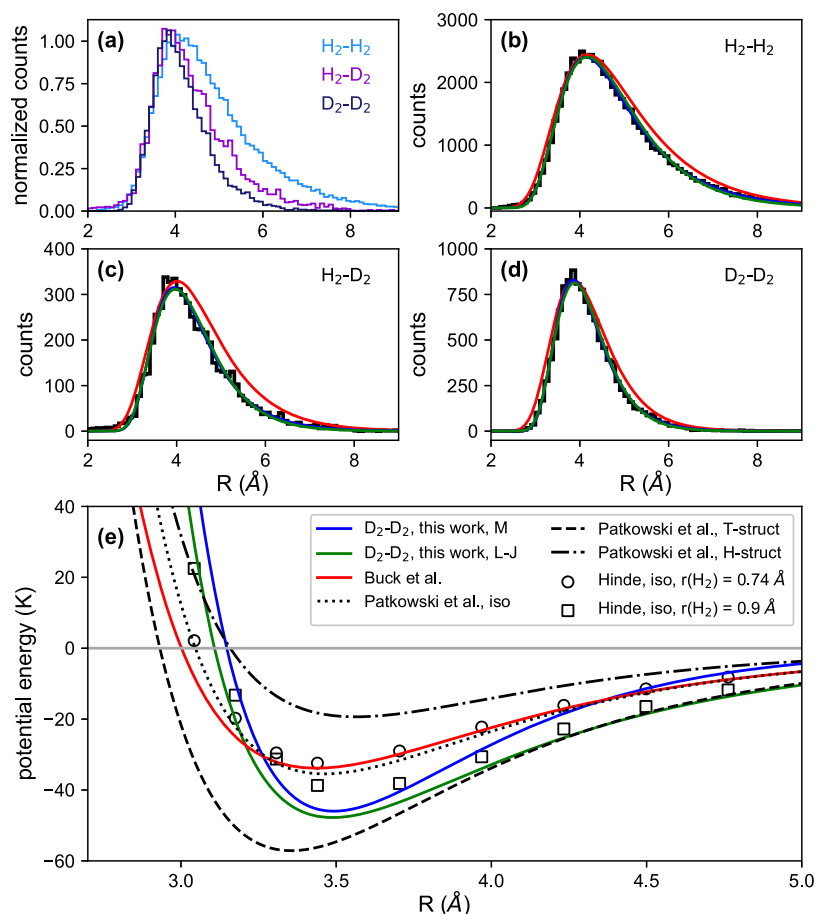 (a)
H₂-H₂
H₂-D₂
D₂-D₂
normalized counts
1.00
0.75
0.50
0.25
0.00
2 4 6 8
(b)
H₂-H₂
counts
3000
2000
1000
0
2 4 6 8
(c)
H₂-D₂
counts
400
300
200
100
0
2 4 6 8
R (Å)
(d)
D₂-D₂
counts
1000
750
500
250
0
2 4 6 8
R (Å)
(e)
potential energy (K)
40
20
0
−20
−40
−60
D₂-D₂, this work, M
D₂-D₂, this work, L-J
Buck et al.
Patkowski et al., iso
Patkowski et al., T-struct
Patkowski et al., H-struct
Hinde, iso, r(H₂) = 0.74 Å
Hinde, iso, r(H₂) = 0.9 Å
3.0 3.5 4.0 4.5 5.0
R (Å)